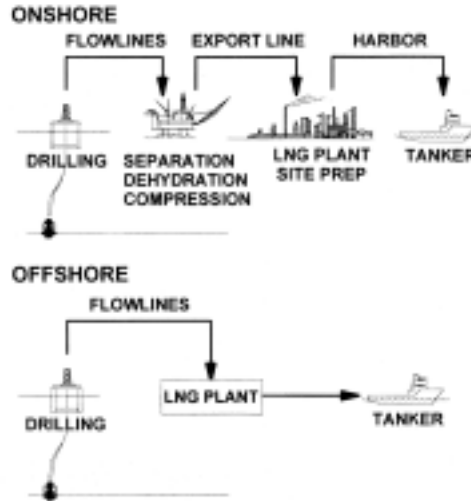 ONSHORE
FLOWLINES EXPORT LINE HARBOR
DRILLING SEPARATION LNG PLANT TANKER
DEHYDRATION SITE PREP
COMPRESSION
OFFSHORE
FLOWLINES
LNG PLANT
DRILLING TANKER